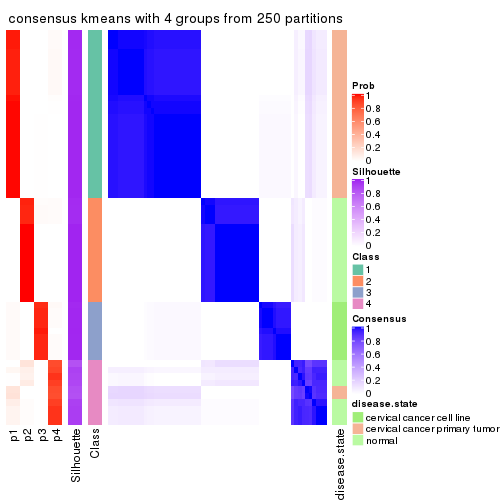 consensus kmeans with 4 groups from 250 partitions
Prob
1
0.8
0.6
0.4
0.2
0
Silhouette
1
0.8
0.6
0.4
0.2
0
Class
1
2
3
4
Consensus
1
0.8
0.6
0.4
0.2
0
disease.state
cervical cancer cell line
cervical cancer primary tumor
normal
p1
p2
p3
p4
Silhouette
Class
disease.state